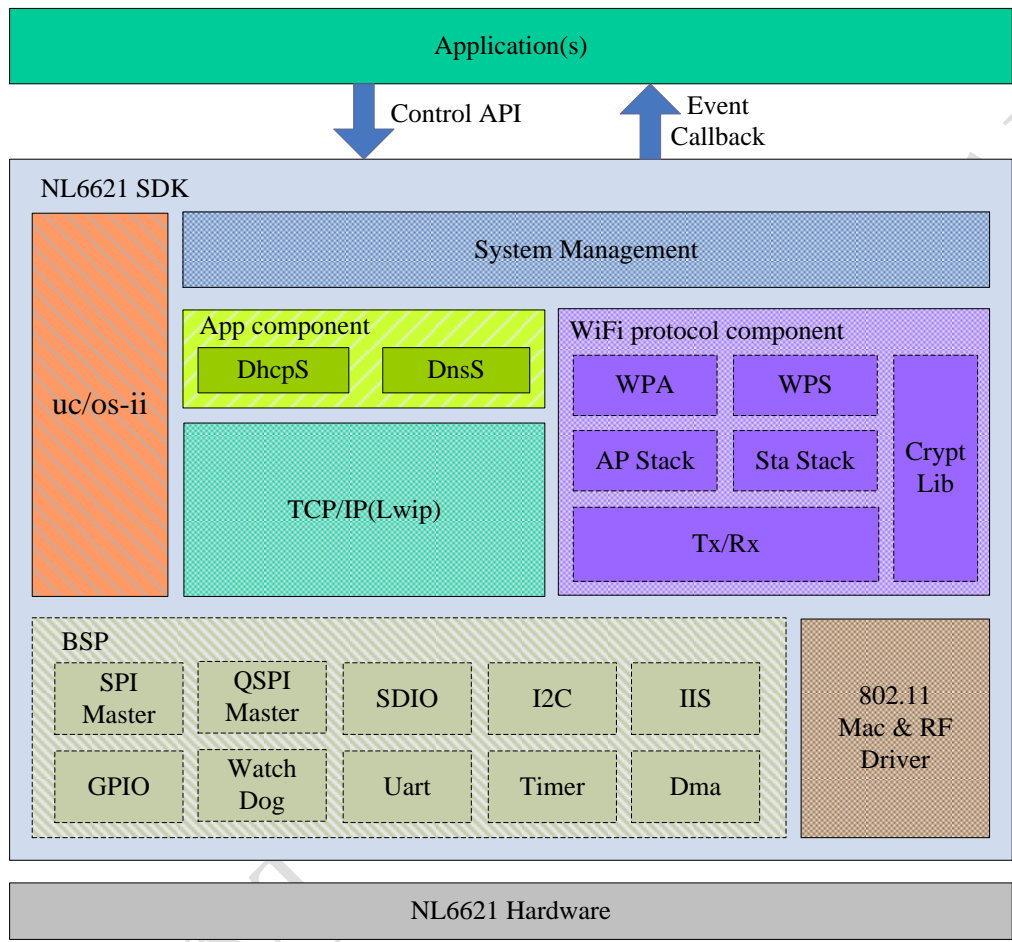 Application(s)
Control API
Event
Callback
NL6621 SDK
uc/os-ii
System Management
App component
DhcpS
DnsS
TCP/IP(Lwip)
WiFi protocol component
WPA
WPS
AP Stack
Sta Stack
Crypt
Lib
Tx/Rx
BSP
SPI
Master
QSPI
Master
SDIO
I2C
IIS
GPIO
Watch
Dog
Uart
Timer
Dma
802.11
Mac & RF
Driver
NL6621 Hardware